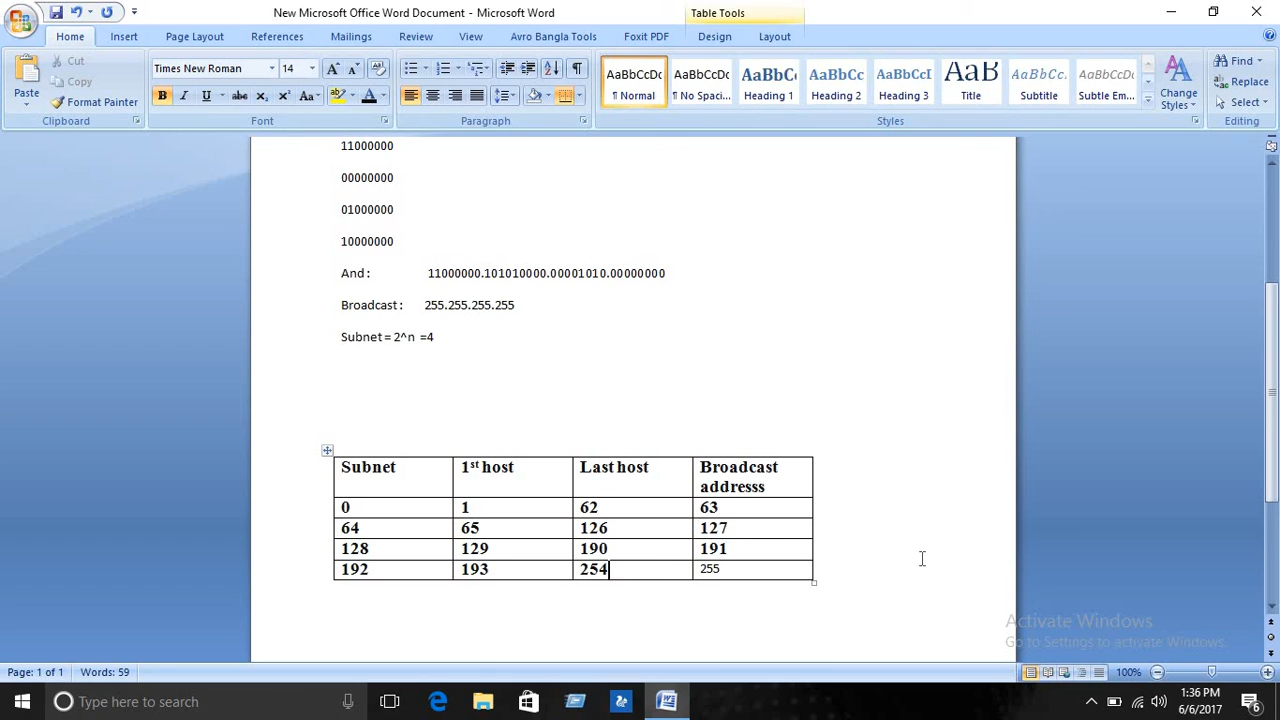 New Microsoft Office Word Document - Microsoft Word
Table Tools
Home Insert Page Layout References Mailings Review View Avro Bangla Tools Foxit PDF Design Layout
Paste Cut Copy Format Painter
Times New Roman 14
AaBbCcDc AaBbCcDc AaBbC AaBbCc AaBbCcI AaB AaBbCcI AaBbCcDc
¶ Normal ¶ No Spaci... Heading 1 Heading 2 Heading 3 Title Subtitle Subtle Em...
Change Styles
Find Replace Select
Clipboard Font Paragraph Styles Editing
11000000
00000000
01000000
10000000
And: 11000000.101010000.00001010.00000000
Broadcast: 255.255.255.255
Subnet = 2^n =4
Subnet 1st host Last host Broadcast addresss
0 1 62 63
64 65 126 127
128 129 190 191
192 193 254 255
Activate Windows
Go to Settings to activate Windows.
Page: 1 of 1 Words: 59 100%
Type here to search
1:36 PM
6/6/2017
6